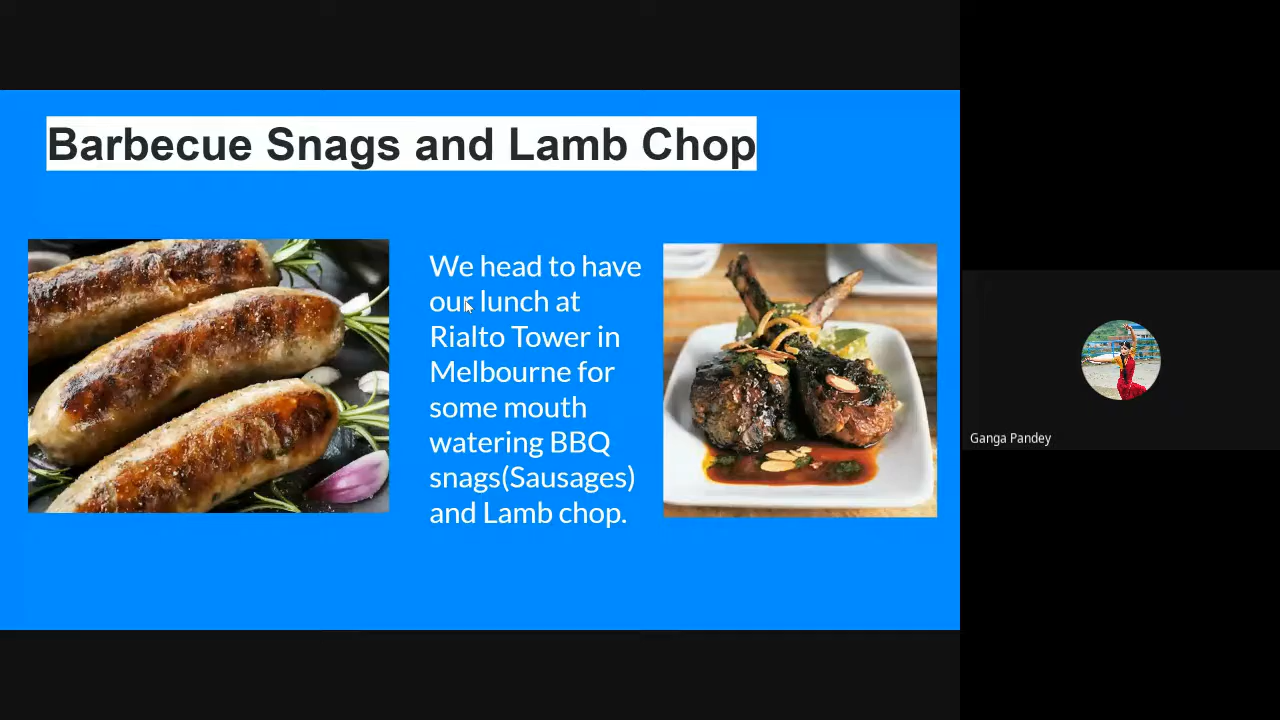 Barbecue Snags and Lamb Chop
We head to have
our lunch at
Rialto Tower in
Melbourne for
some mouth
watering BBQ
snags(Sausages)
and Lamb chop.
Ganga Pandey